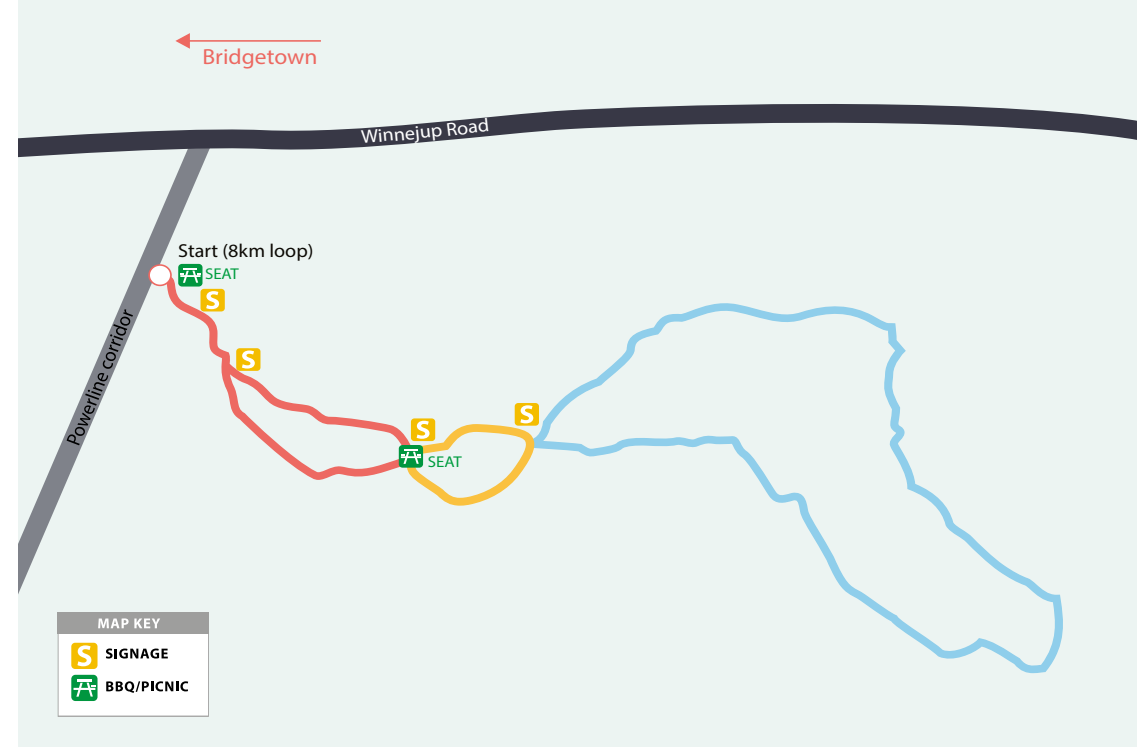 Bridgetown
Winnejup Road
Start (8km loop)
SEAT
S
S
Powerline corridor
S
S
SEAT
MAP KEY
S SIGNAGE
BBQ/PICNIC